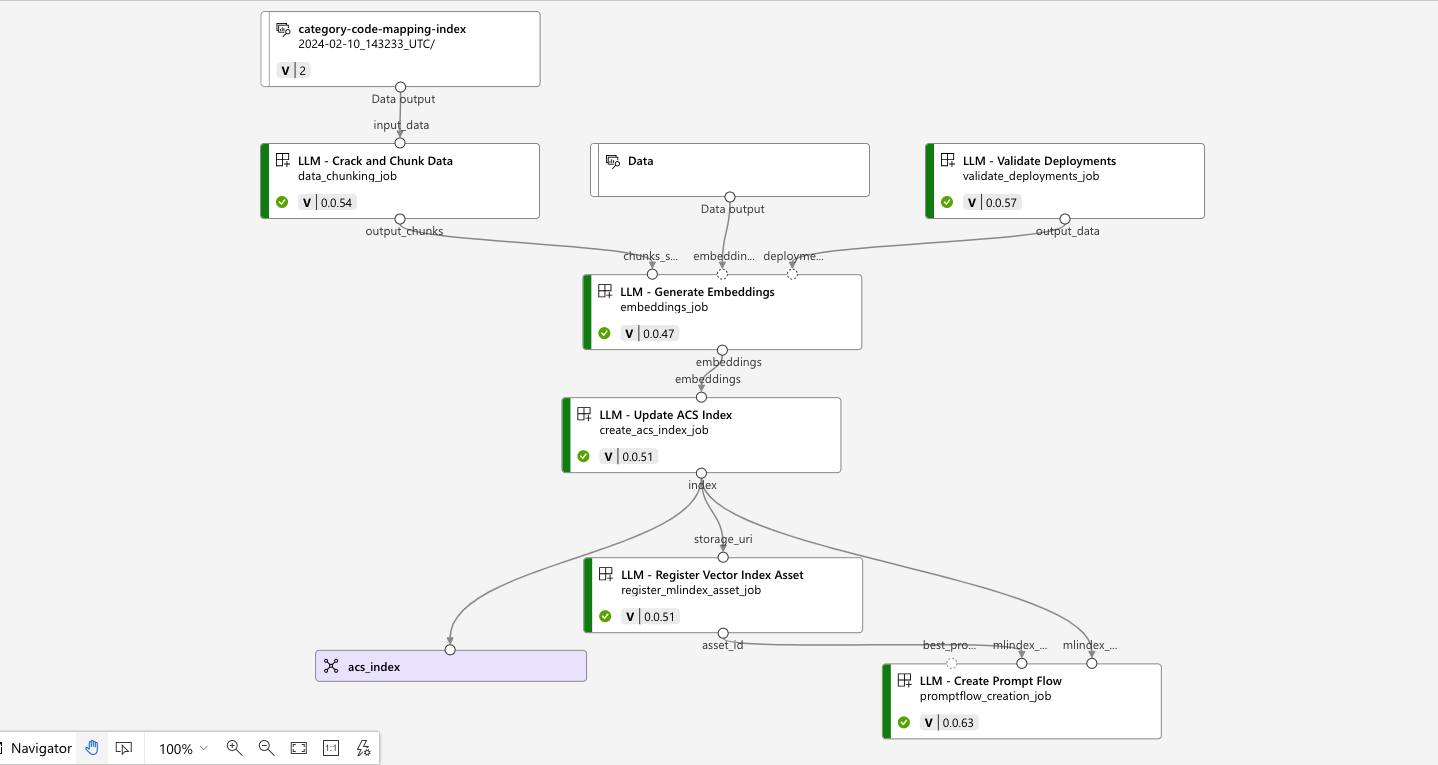 category-code-mapping-index
2024-02-10_143233_UTC/
V 2
Data output
input_data
LLM - Crack and Chunk Data
data_chunking_job
V 0.0.54
output_chunks
Data
Data output
LLM - Validate Deployments
validate_deployments_job
V 0.0.57
output_data
chunks_s...
embeddin...
deployme...
LLM - Generate Embeddings
embeddings_job
V 0.0.47
embeddings
embeddings
LLM - Update ACS Index
create_acs_index_job
V 0.0.51
index
storage_uri
LLM - Register Vector Index Asset
register_mlindex_asset_job
V 0.0.51
asset_id
acs_index
best_pro...
mlindex_...
mlindex_...
LLM - Create Prompt Flow
promptflow_creation_job
V 0.0.63
Navigator
100%
1:1